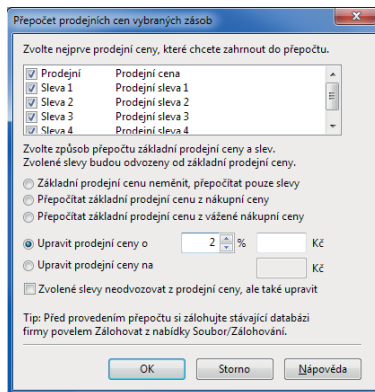 Přepočet prodejních cen vybraných zásob
Zvolte nejprve prodejní ceny, které chcete zahrnout do přepočtu.
Prodejní Prodejní cena
Sleva 1 Prodejní sleva 1
Sleva 2 Prodejní sleva 2
Sleva 3 Prodejní sleva 3
Sleva 4 Prodejní sleva 4
Zvolte způsob přepočtu základní prodejní ceny a slev.
Zvolené slevy budou odvozeny od základní prodejní ceny.
Základní prodejní cenu neměnit, přepočítat pouze slevy
Přepočítat základní prodejní cenu z nákupní ceny
Přepočítat základní prodejní cenu z vážené nákupní ceny
Upravit prodejní ceny o 2 % Kč
Upravit prodejní ceny na Kč
Zvolené slevy neodvozovat z prodejní ceny, ale také upravit
Tip: Před provedením přepočtu si zálohujte stávající databázi
firmy povelem Zálohovat z nabídky Soubor/Zálohování.
OK Storno Nápověda